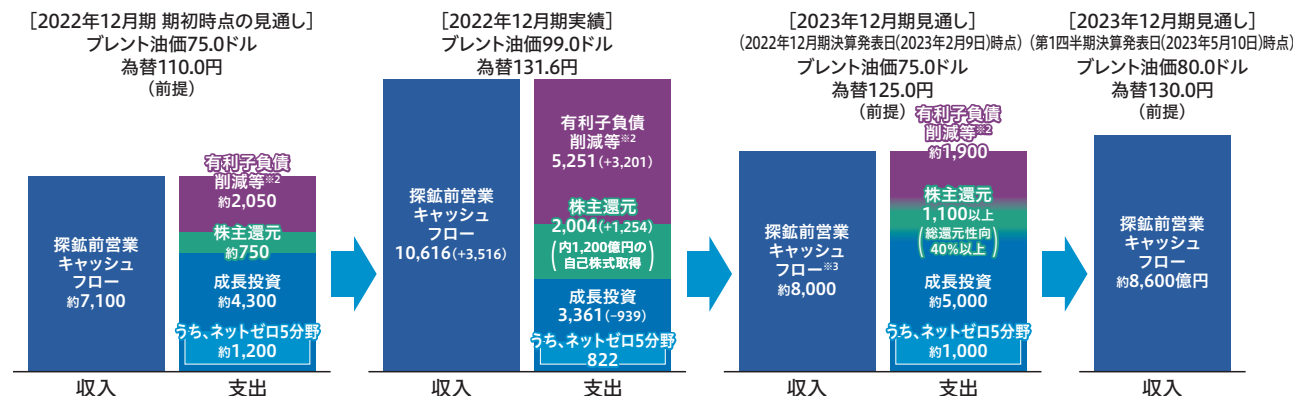 [2022年12月期 期初時点の見通し]
ブレント油価75.0ドル
為替110.0円
(前提)
探鉱前営業
キャッシュ
フロー
約7,100
収入
有利子負債
削減等※2
約2,050
株主還元
約750
成長投資
約4,300
うち、ネットゼロ5分野
約1,200
支出
[2022年12月期実績]
ブレント油価99.0ドル
為替131.6円
探鉱前営業
キャッシュ
フロー
10,616(+3,516)
収入
有利子負債
削減等※2
5,251(+3,201)
株主還元
2,004(+1,254)
(内1,200億円の
自己株式取得)
成長投資
3,361(−939)
うち、ネットゼロ5分野
822
支出
[2023年12月期見通し]
(2022年12月期決算発表日(2023年2月9日)時点)
ブレント油価75.0ドル
為替125.0円
(前提)
探鉱前営業
キャッシュ
フロー※3
約8,000
収入
有利子負債
削減等※2
約1,900
株主還元
1,100以上
(総還元性向
40%以上)
成長投資
約5,000
うち、ネットゼロ5分野
約1,000
支出
[2023年12月期見通し]
(第1四半期決算発表日(2023年5月10日)時点)
ブレント油価80.0ドル
為替130.0円
(前提)
探鉱前営業
キャッシュ
フロー
約8,600億円
収入